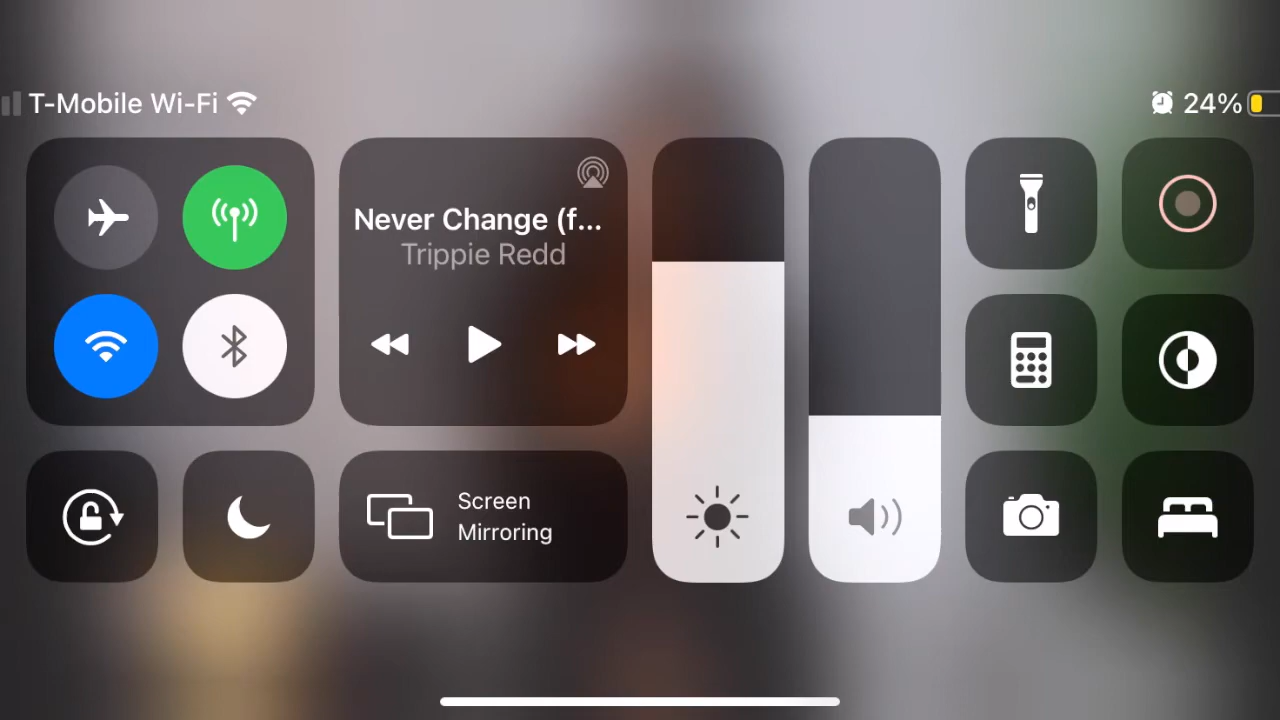 T-Mobile Wi-Fi
24%
Never Change (f...
Trippie Redd
Screen
Mirroring